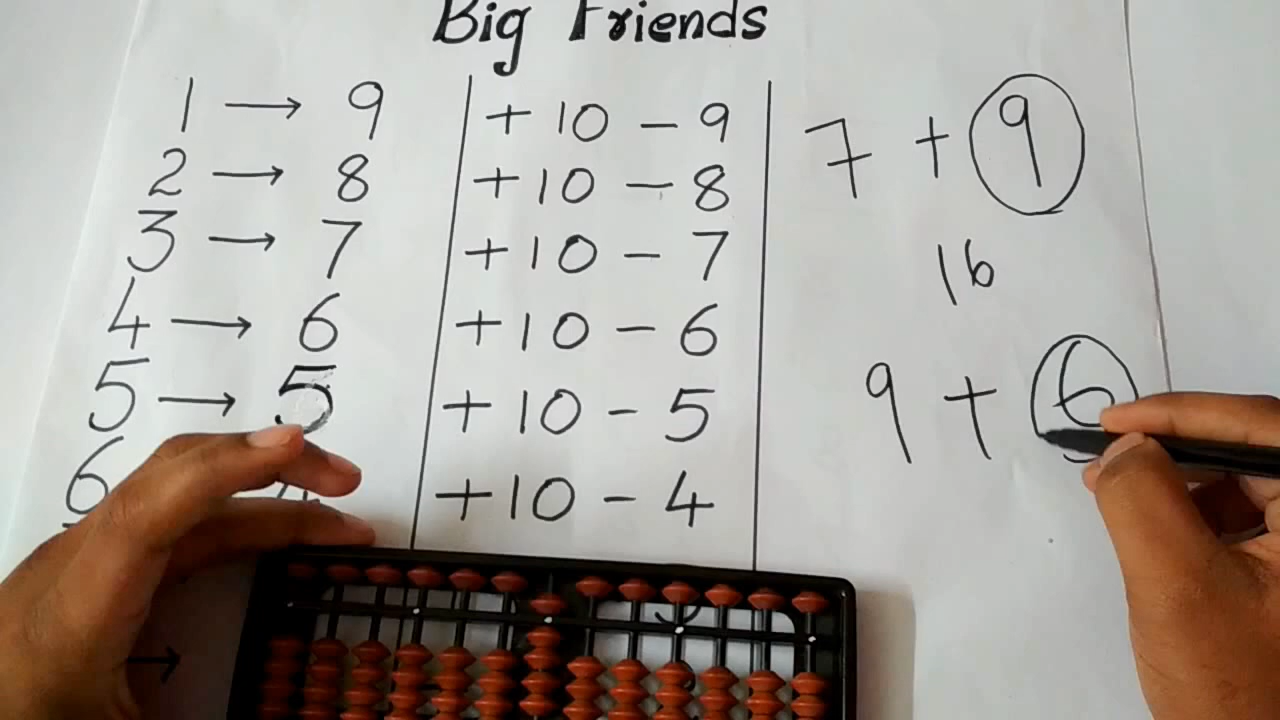 Big Friends
1 → 9
2 → 8
3 → 7
4 → 6
5 → 5
6
+ 10 - 9
+ 10 - 8
+ 10 - 7
+ 10 - 6
+ 10 - 5
+ 10 - 4
7 + 9
16
9 + 6